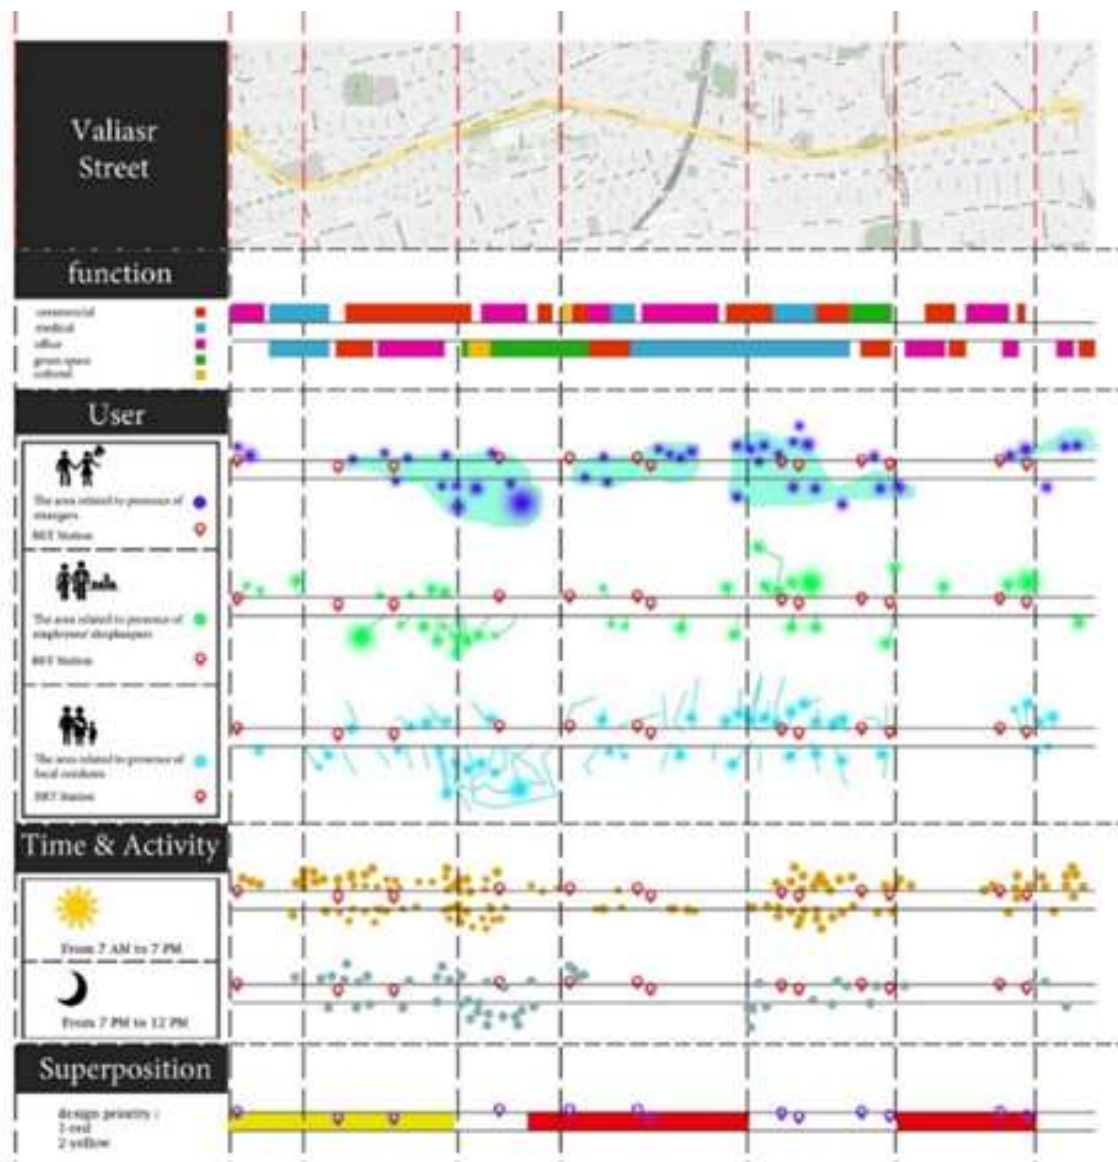 Valiasr
Street
function
commercial
medical
office
green space
cultural
User
The area related to presence of
strangers
BRT Station
The area related to presence of
employees/ shopkeepers
BRT Station
The area related to presence of
local residents
BRT Station
Time & Activity
From 7 AM to 7 PM
From 7 PM to 12 PM
Superposition
design priority :
1-red
2-yellow